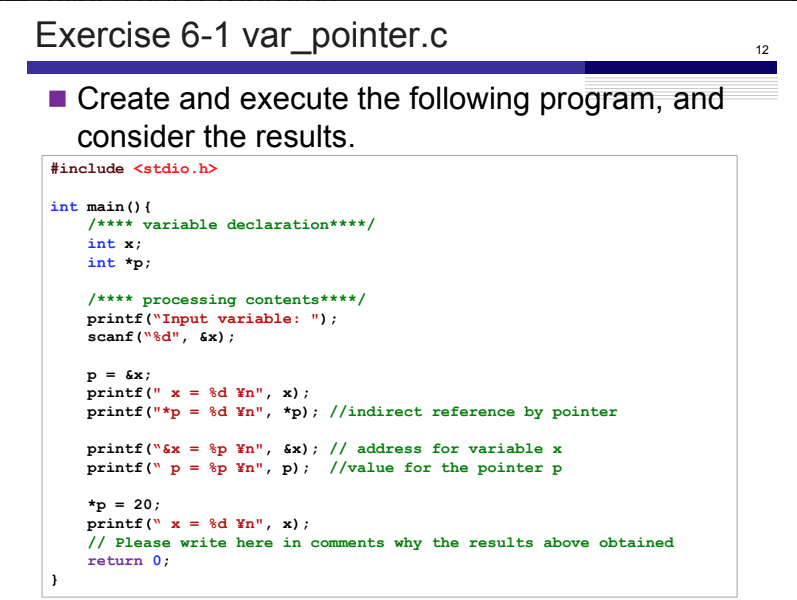 Exercise 6-1 var_pointer.c
12
Create and execute the following program, and
consider the results.
#include <stdio.h>
int main(){
/**** variable declaration****/
int x;
int *p;
/**** processing contents****/
printf(“Input variable: ");
scanf(“%d", &x);
p = &x;
printf(" x = %d ¥n", x);
printf("*p = %d ¥n", *p); //indirect reference by pointer
printf(“&x = %p ¥n", &x); // address for variable x
printf(“ p = %p ¥n", p);  //value for the pointer p
*p = 20;
printf(“ x = %d ¥n", x);
// Please write here in comments why the results above obtained
return 0;
}